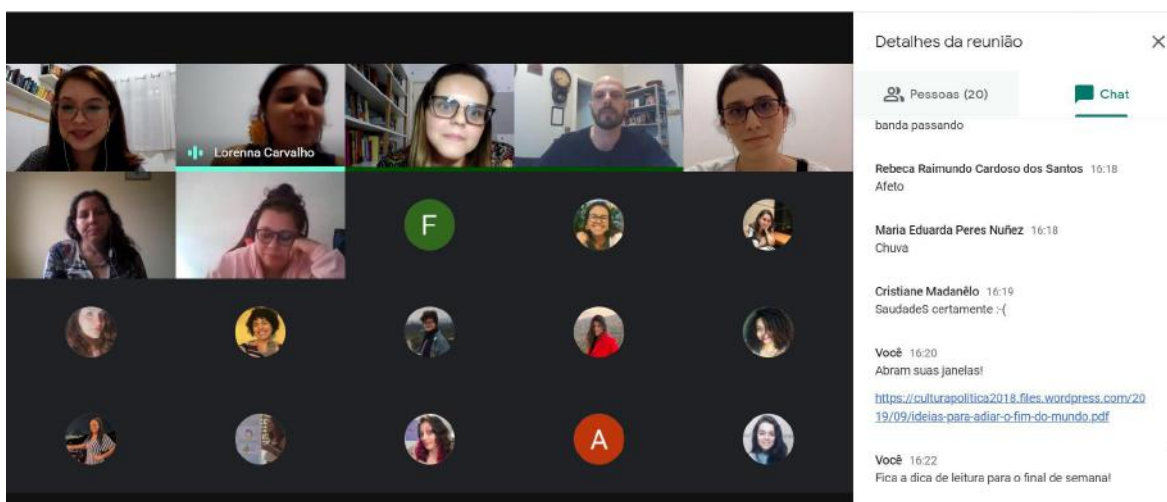 Detalhes da reunião
Pessoas (20)
Chat
banda passando
Rebeca Raimundo Cardoso dos Santos 16:18
Afeto
Maria Eduarda Peres Nuñez 16:18
Chuva
Cristiane Madanêlo 16:19
SaudadeS certamente :-(
Você 16:20
Abram suas janelas!
https://culturapolitica2018.files.wordpress.com/20
19/09/ideias-para-adiar-o-fim-do-mundo.pdf
Você 16:22
Fica a dica de leitura para o final de semana!
Lorenna Carvalho
F
A